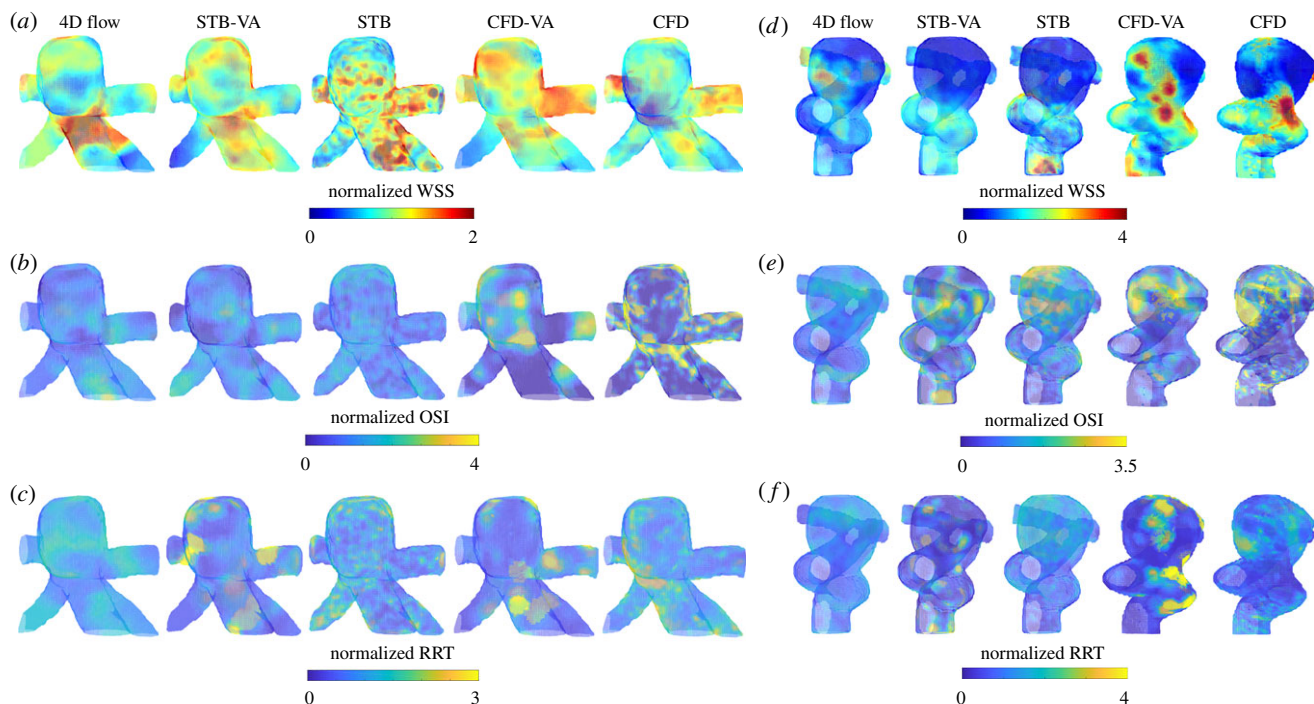 (a) 4D flow STB-VA STB CFD-VA CFD
normalized WSS
0 2
(b)
normalized OSI
0 4
(c)
normalized RRT
0 3
(d) 4D flow STB-VA STB CFD-VA CFD
normalized WSS
0 4
(e)
normalized OSI
0 3.5
(f)
normalized RRT
0 4